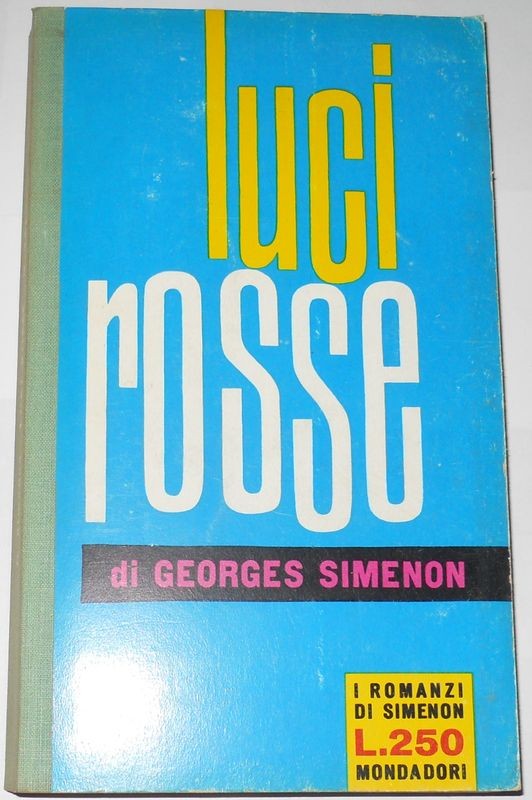 luci
rosse
di GEORGES SIMENON
I ROMANZI
DI SIMENON
L.250
MONDADORI